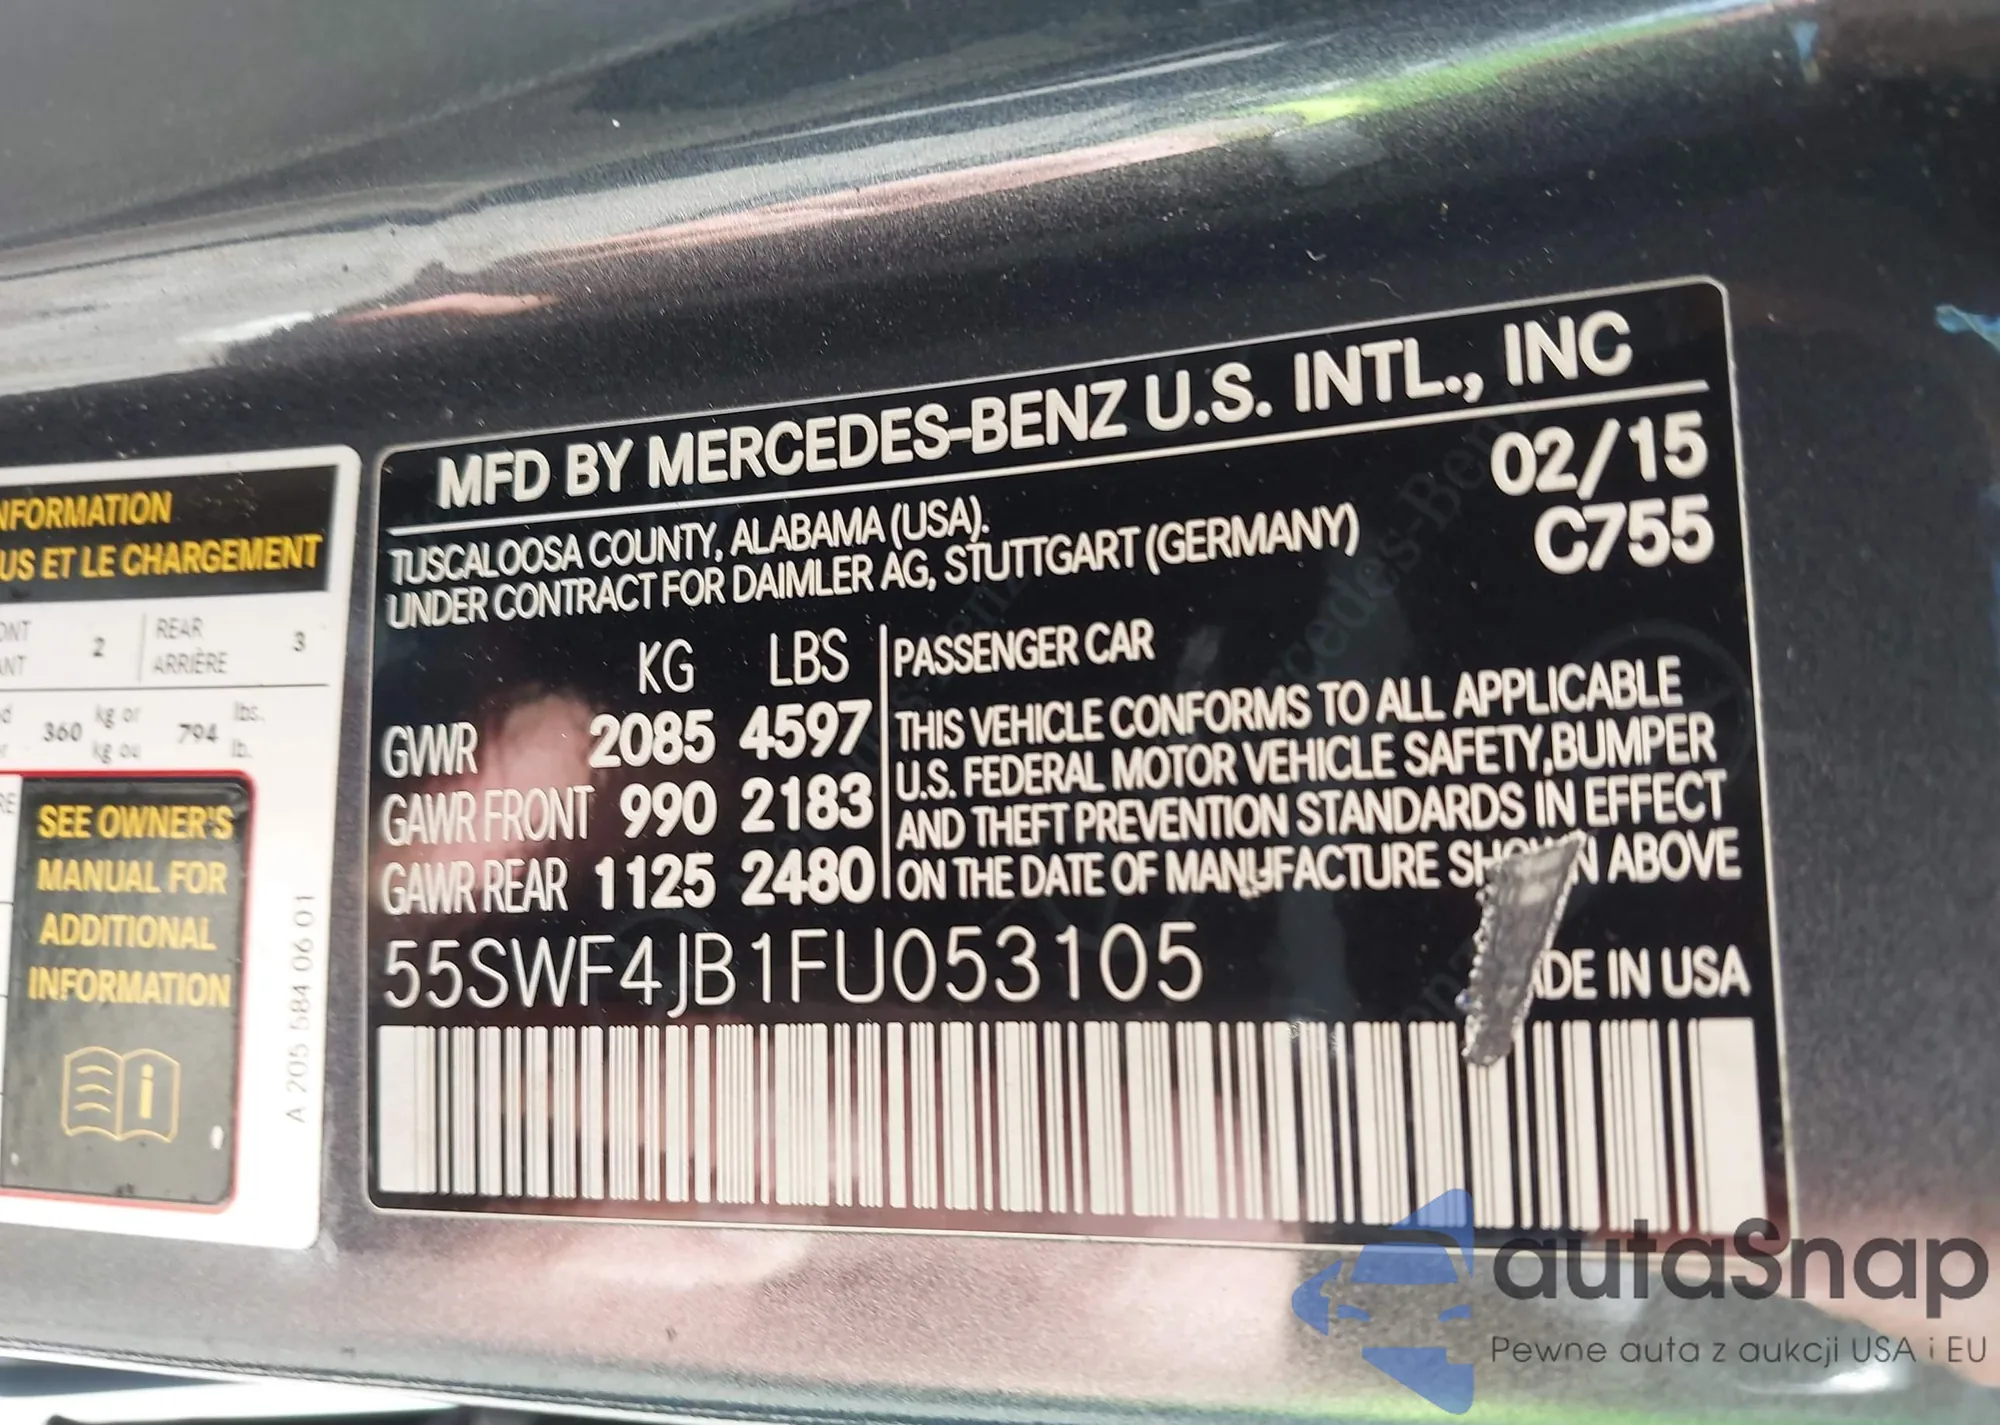 NFORMATION
US ET LE CHARGEMENT
ONT
ANT
2
REAR
ARRIÈRE
3
360
kg or
kg ou
794
lbs.
lb.
SEE OWNER'S
MANUAL FOR
ADDITIONAL
INFORMATION
i
A 205 584 06 01
MFD BY MERCEDES-BENZ U.S. INTL., INC
TUSCALOOSA COUNTY, ALABAMA (USA). 02/15
UNDER CONTRACT FOR DAIMLER AG, STUTTGART (GERMANY) C755
KG LBS
GVWR 2085 4597
GAWR FRONT 990 2183
GAWR REAR 1125 2480
PASSENGER CAR
THIS VEHICLE CONFORMS TO ALL APPLICABLE
U.S. FEDERAL MOTOR VEHICLE SAFETY,BUMPER
AND THEFT PREVENTION STANDARDS IN EFFECT
ON THE DATE OF MANUFACTURE SHOWN ABOVE
55SWF4JB1FU053105
ADE IN USA
autaSnap
Pewne auta z aukcji USA i EU